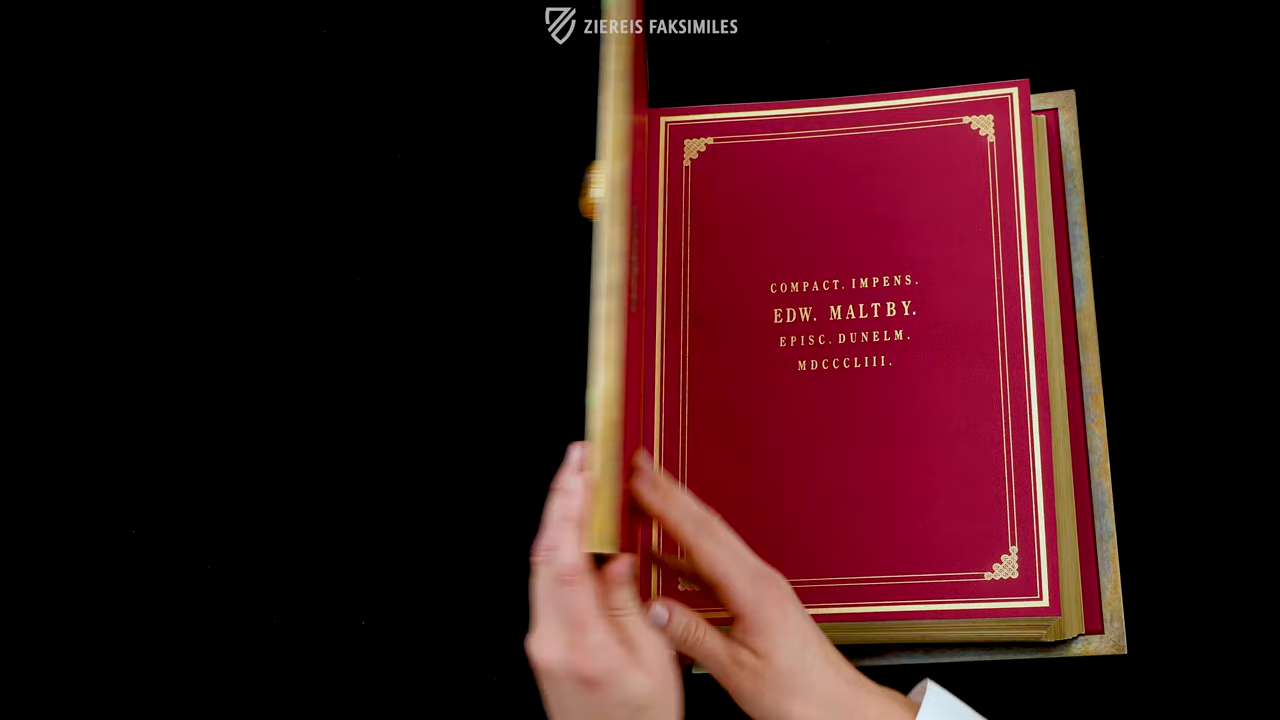 ZIEREIS FAKSIMILES
COMPACT. IMPENS.
EDW. MALTBY.
EPISC. DUNELM.
MDCCCLIII.